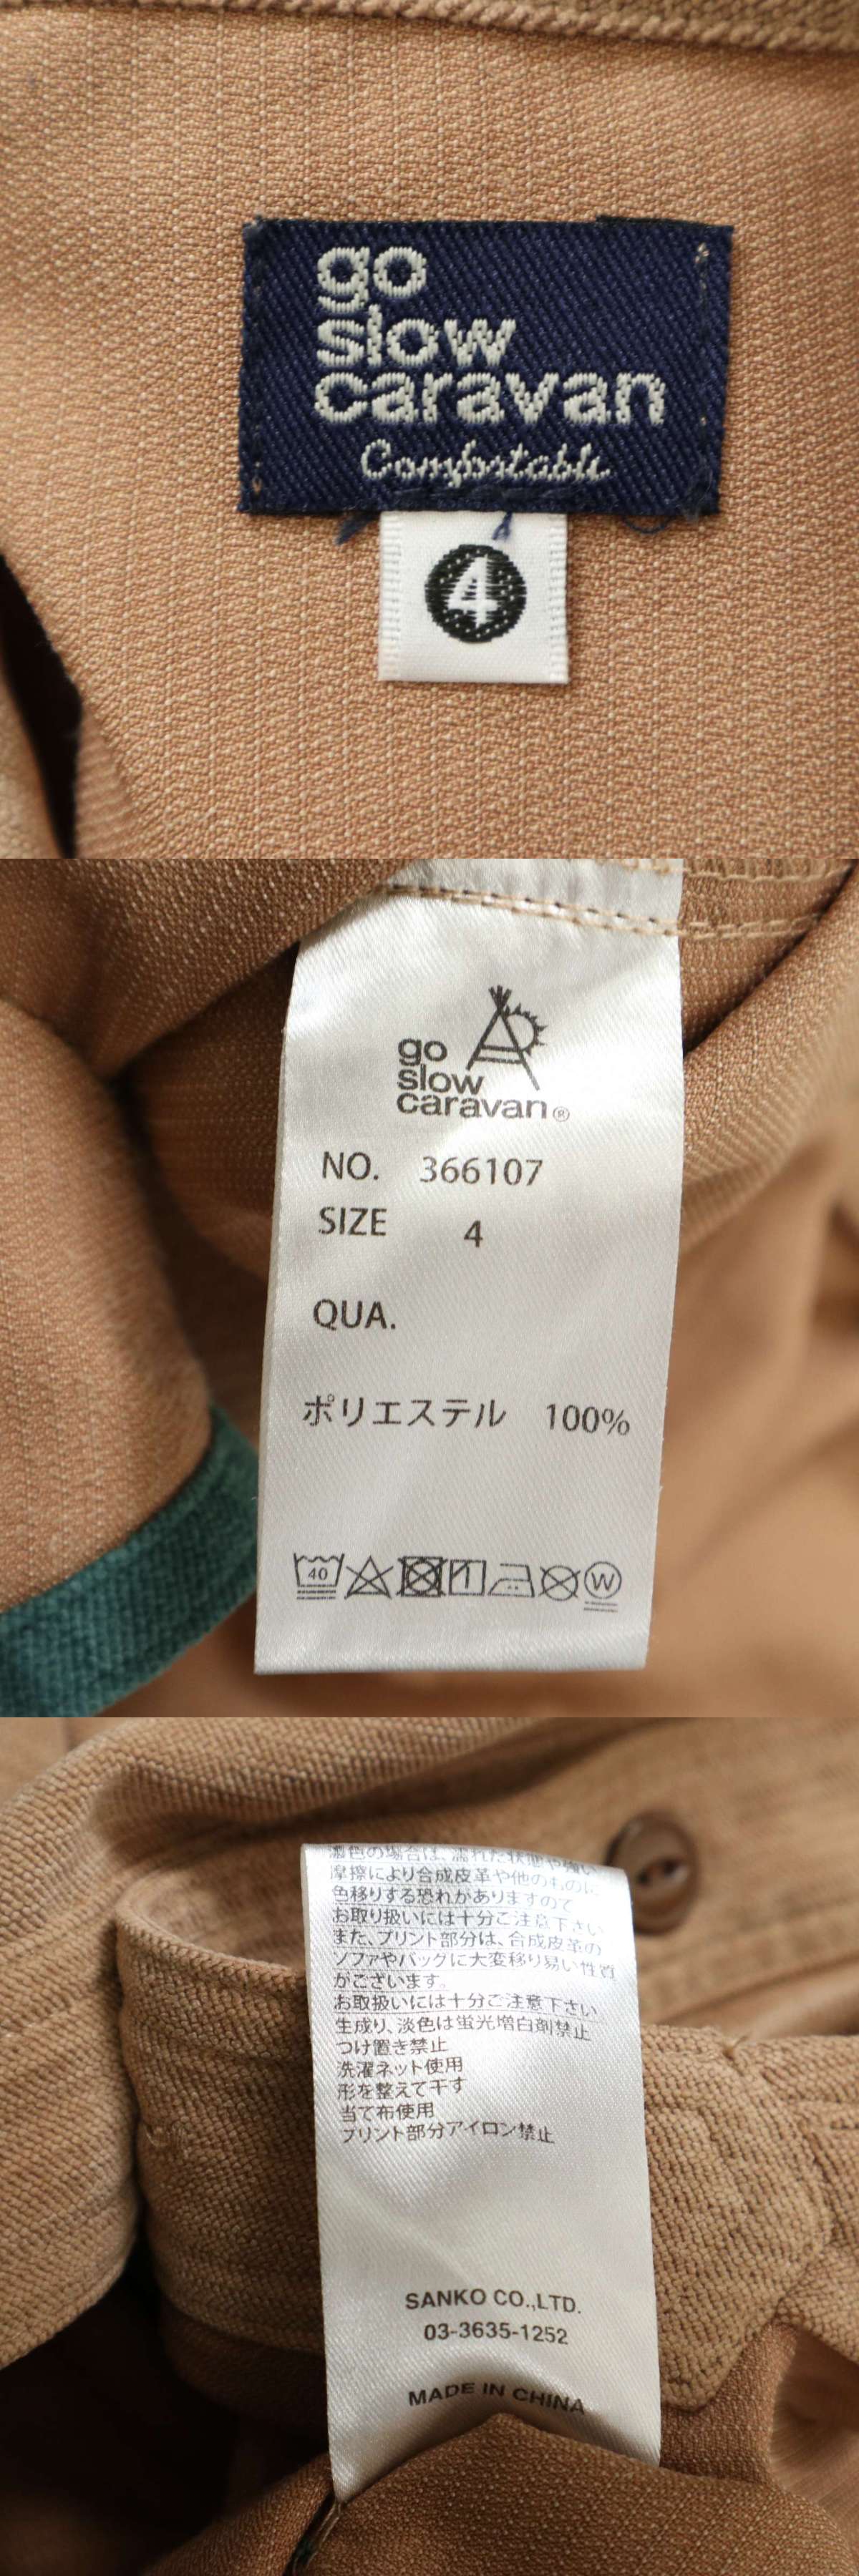 go
slow
caravan
Comfortable
4
go
slow
caravan®
NO. 366107
SIZE 4
QUA.
ポリエステル 100%
40
W
濃色の場合は、濡れた状態や強い
摩擦により合成皮革や他のものに
色移りする恐れがありますので
お取り扱いには十分ご注意下さい
また、プリント部分は、合成皮革の
ソファやバックに大変移り易い性質
がございます。
お取扱いには十分ご注意下さい
生成り、淡色は蛍光増白剤禁止
つけ置き禁止
洗濯ネット使用
形を整えて干す
当て布使用
プリント部分アイロン禁止
SANKO CO.,LTD.
03-3635-1252
MADE IN CHINA